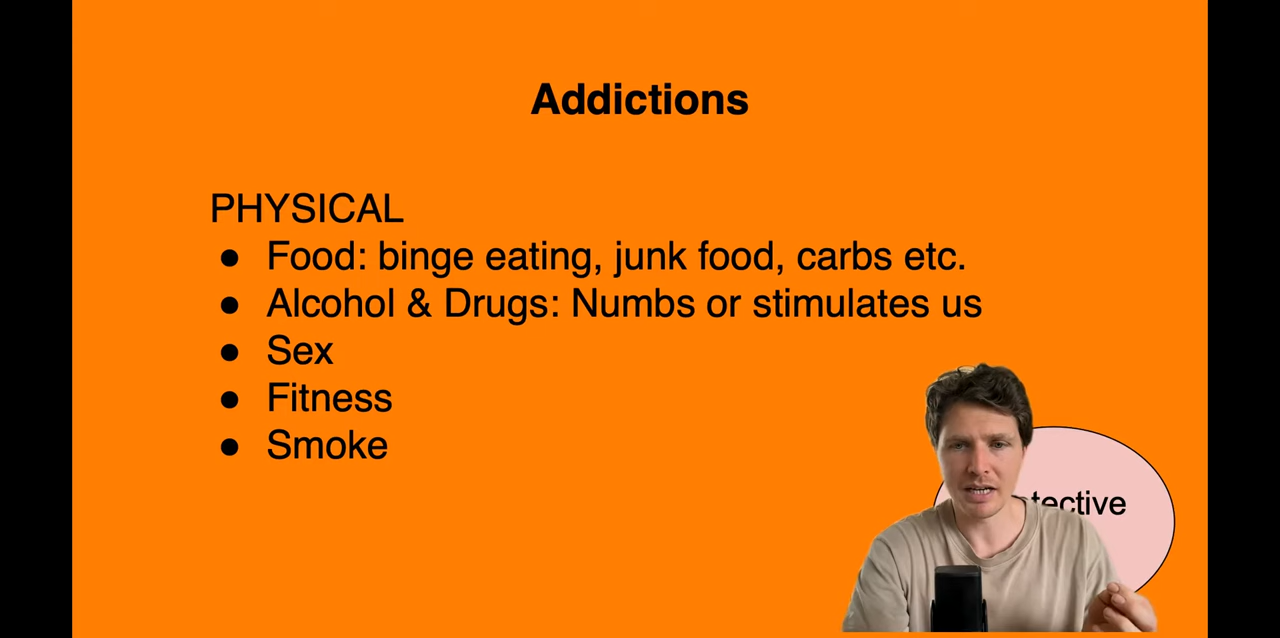 Addictions
PHYSICAL
● Food: binge eating, junk food, carbs etc.
● Alcohol & Drugs: Numbs or stimulates us
● Sex
● Fitness
● Smoke